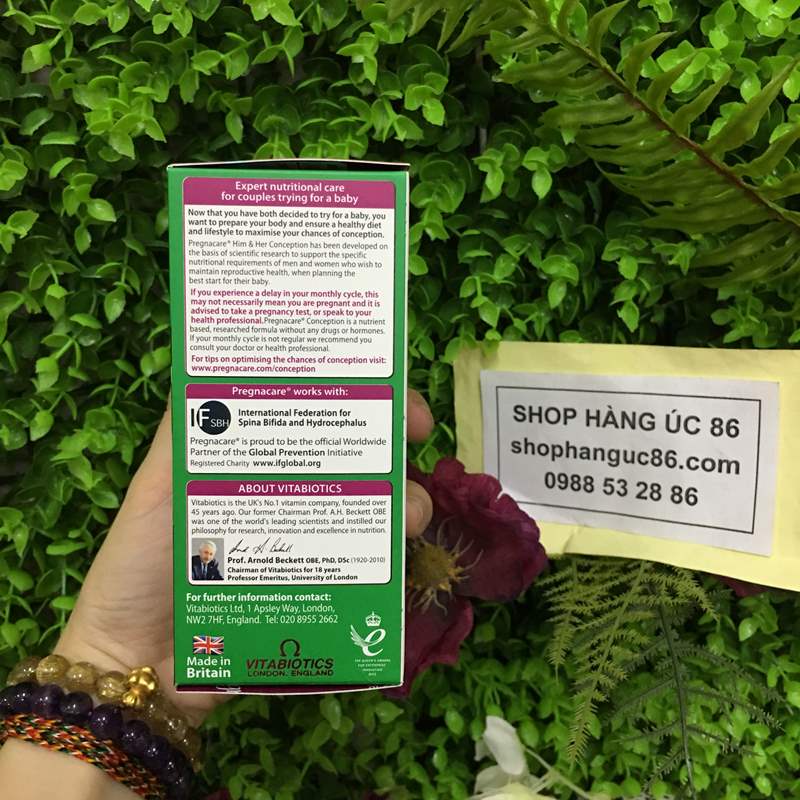 Expert nutritional care
for couples trying for a baby
Now that you have both decided to try for a baby, you
want to prepare your body and ensure a healthy diet
and lifestyle to maximise your chances of conception.
Pregnacare® Him & Her Conception has been developed on
the basis of scientific research to support the specific
nutritional requirements of men and women who wish to
maintain reproductive health, when planning the
best start for their baby.
If you experience a delay in your monthly cycle, this
may not necessarily mean you are pregnant and it is
advised to take a pregnancy test, or speak to your
health professional. Pregnacare® Conception is a nutrient
based, researched formula without any drugs or hormones.
If your monthly cycle is not regular we recommend you
consult your doctor or health professional.
For tips on optimising the chances of conception visit:
www.pregnacare.com/conception
Pregnacare® works with:
IF SBH
International Federation for
Spina Bifida and Hydrocephalus
Pregnacare® is proud to be the official Worldwide
Partner of the Global Prevention Initiative
Registered Charity www.ifglobal.org
ABOUT VITABIOTICS
Vitabiotics is the UK's No.1 vitamin company, founded over
45 years ago. Our former Chairman Prof. A.H. Beckett OBE
was one of the world's leading scientists and instilled our
philosophy for research, innovation and excellence in nutrition.
Prof. Arnold Beckett OBE, PhD, DSc (1920-2010)
Chairman of Vitabiotics for 18 years
Professor Emeritus, University of London
For further information contact:
Vitabiotics Ltd, 1 Apsley Way, London,
NW2 7HF, England. Tel: 020 8955 2662
Made in
Britain
VITABIOTICS
LONDON, ENGLAND
THE QUEEN'S AWARDS
FOR ENTERPRISE
SHOP HÀNG ÚC 86
shophanguc86.com
0988 53 28 86